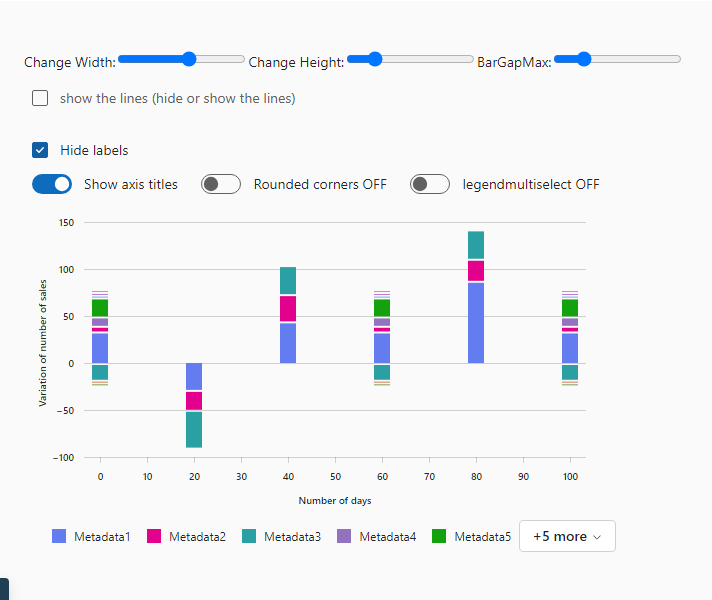 Change Width: Change Height: BarGapMax:
show the lines (hide or show the lines)
Hide labels
Show axis titles Rounded corners OFF legendmultiselect OFF
150
100
50
0
−50
−100
Variation of number of sales
0 10 20 30 40 50 60 70 80 90 100
Number of days
Metadata1 Metadata2 Metadata3 Metadata4 Metadata5 +5 more